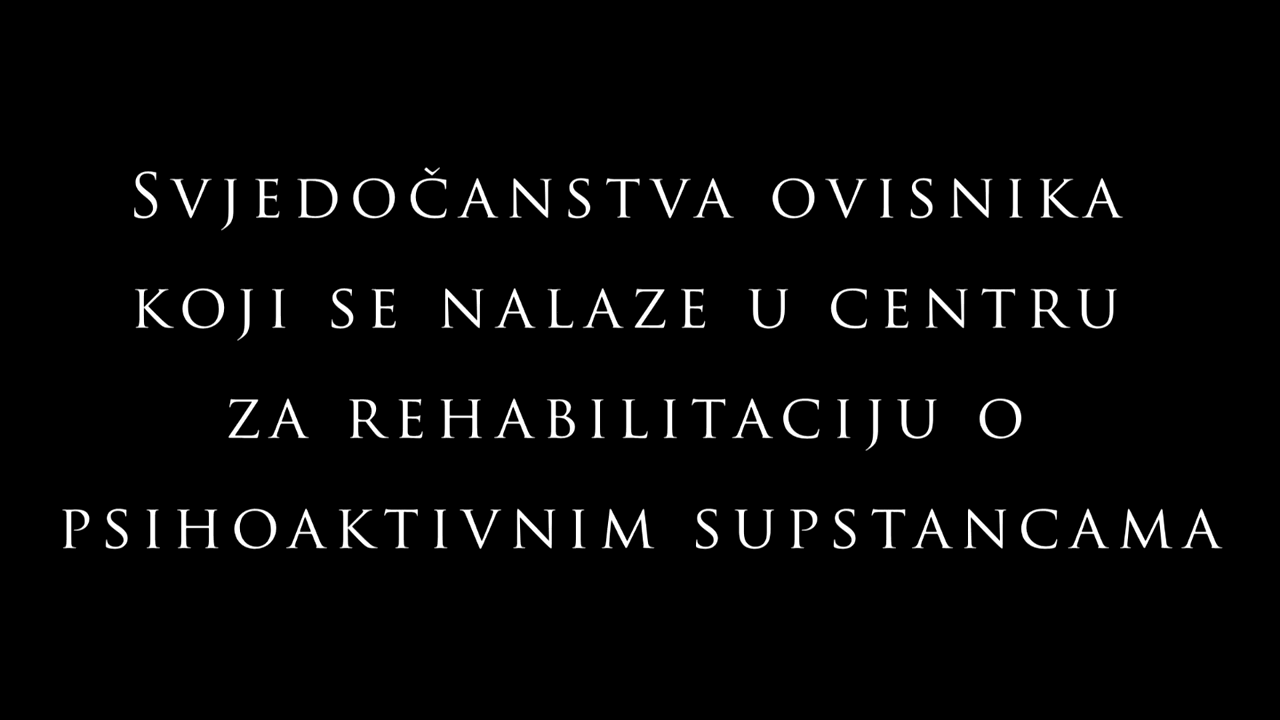 Svjedočanstva ovisnika
koji se nalaze u centru
za rehabilitaciju o
psihoaktivnim supstancama